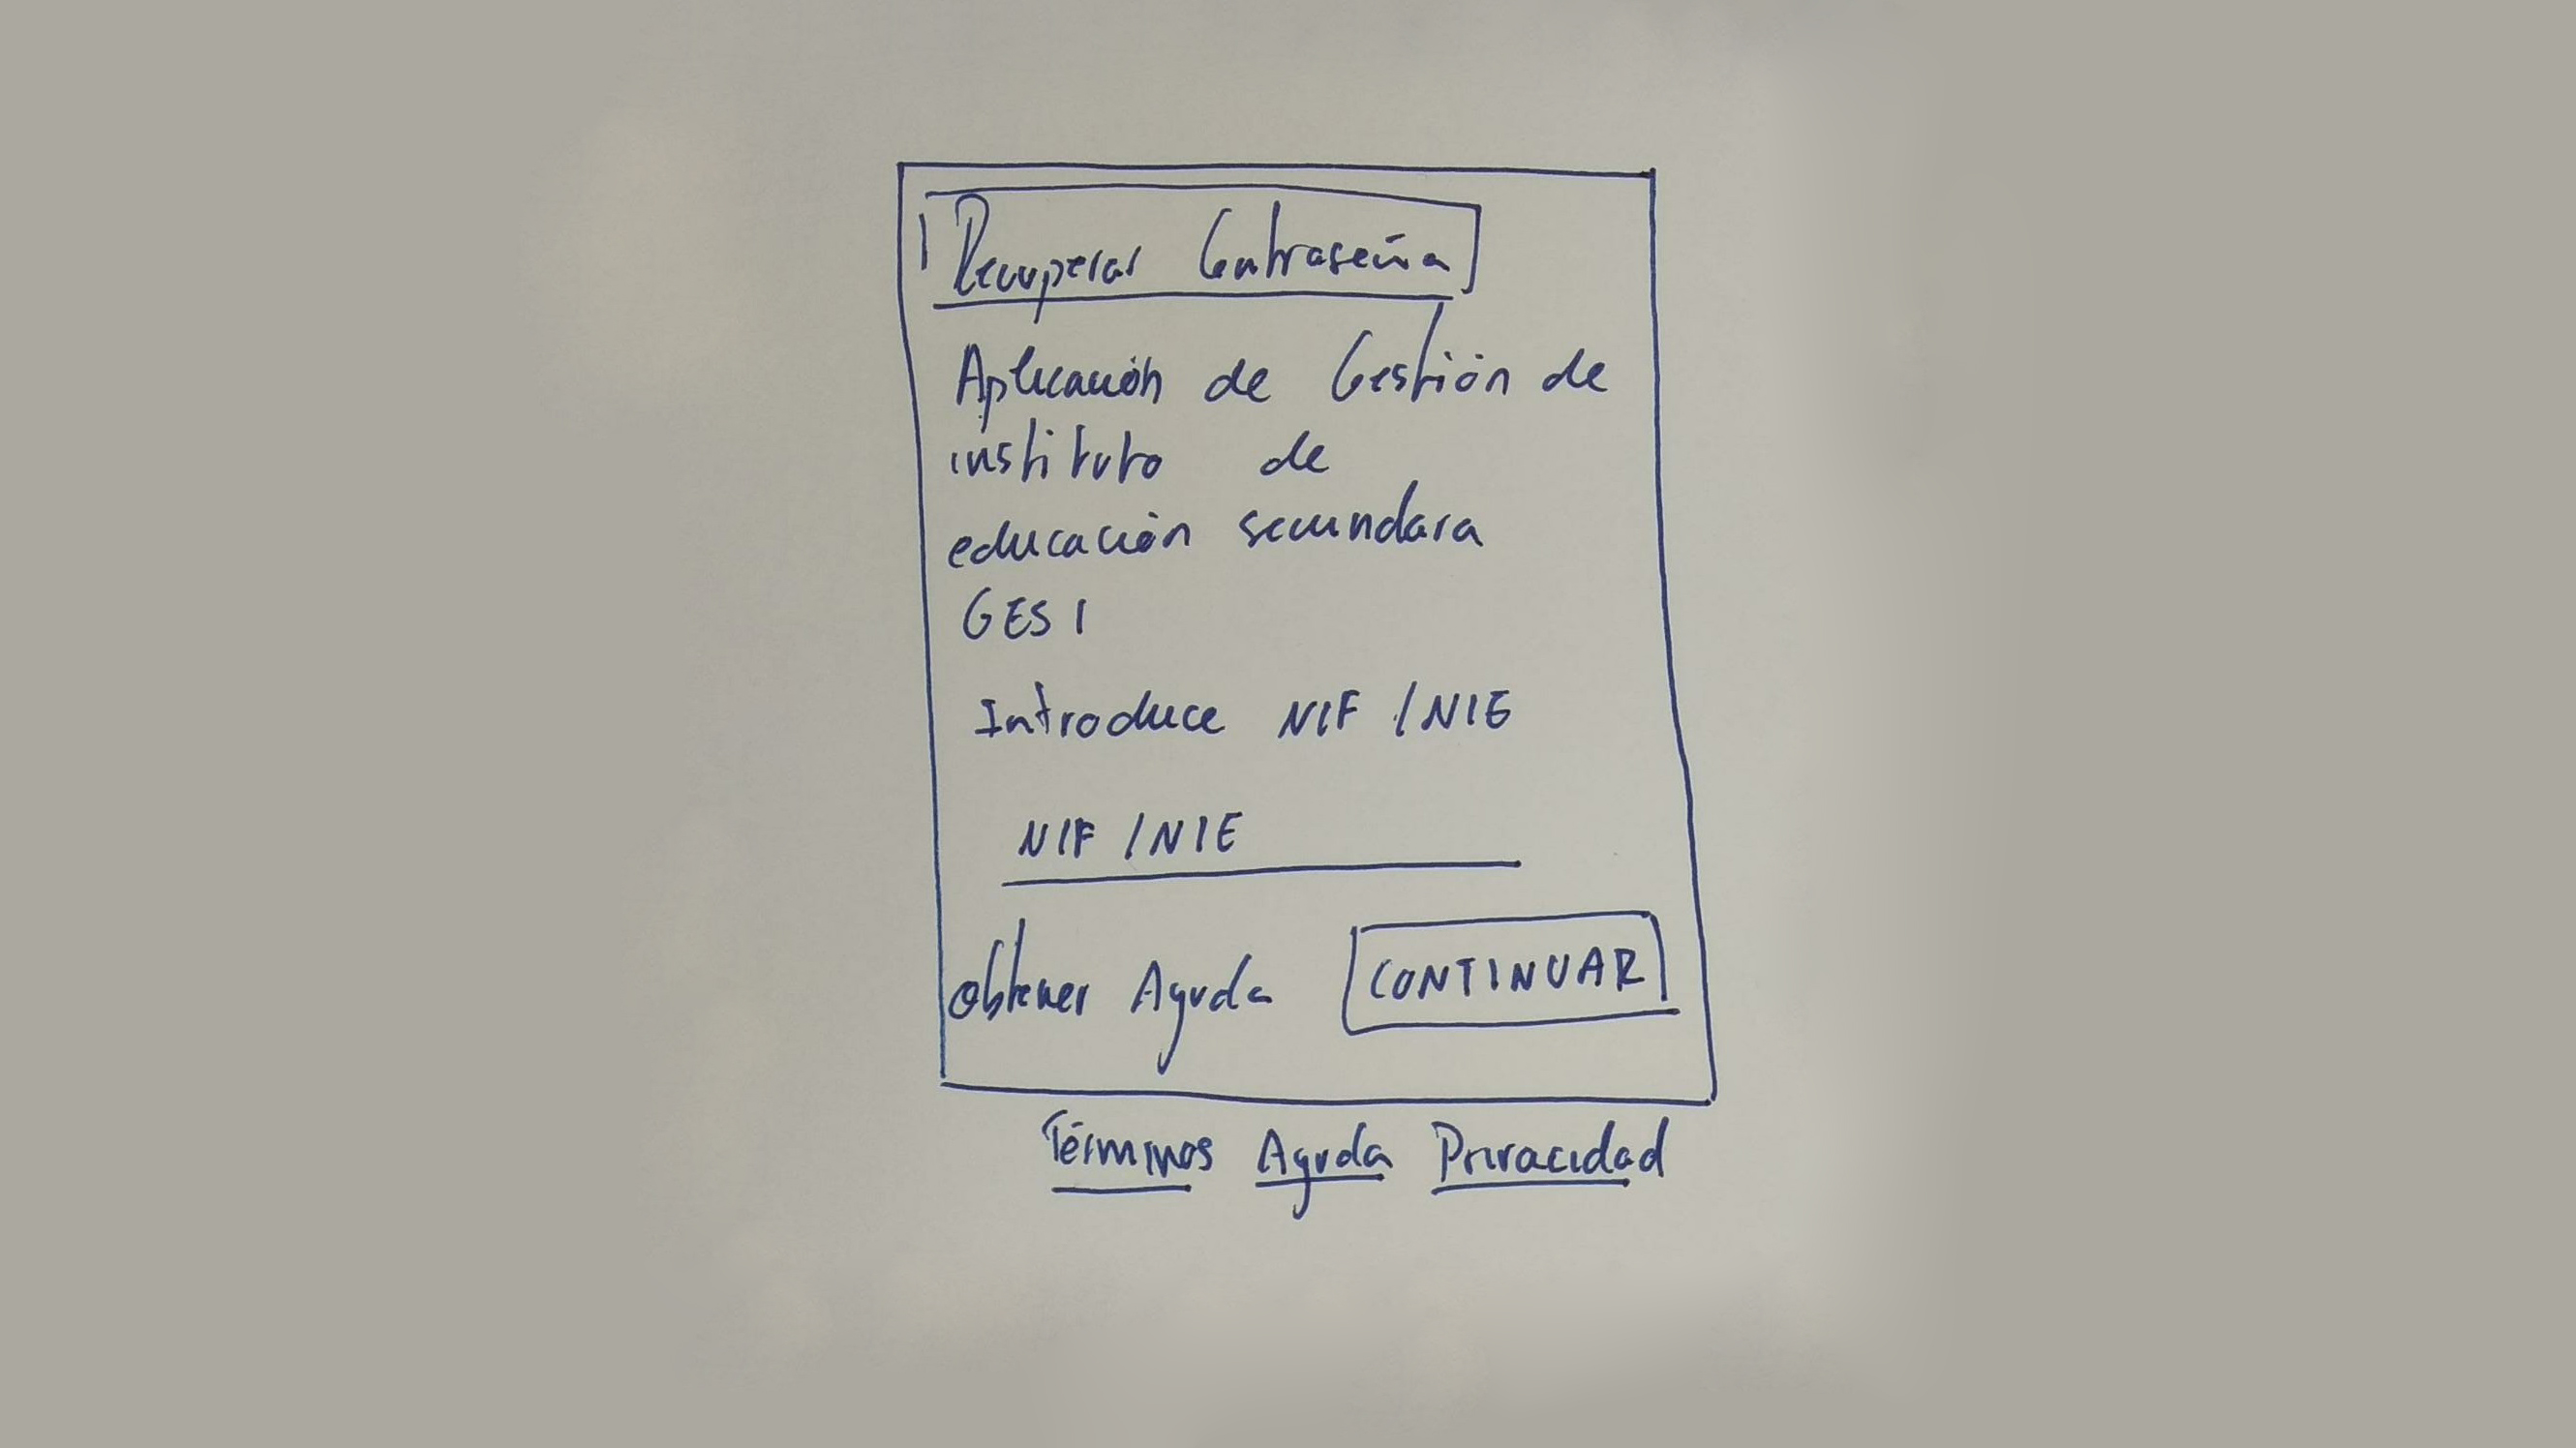 Recuperar Contraseña
Aplicación de Gestión de
instituto de
educación secundara
GESI
Introduce NIF / NIE
NIF / NIE
Obtener Ayuda CONTINUAR
Términos Ayuda Privacidad